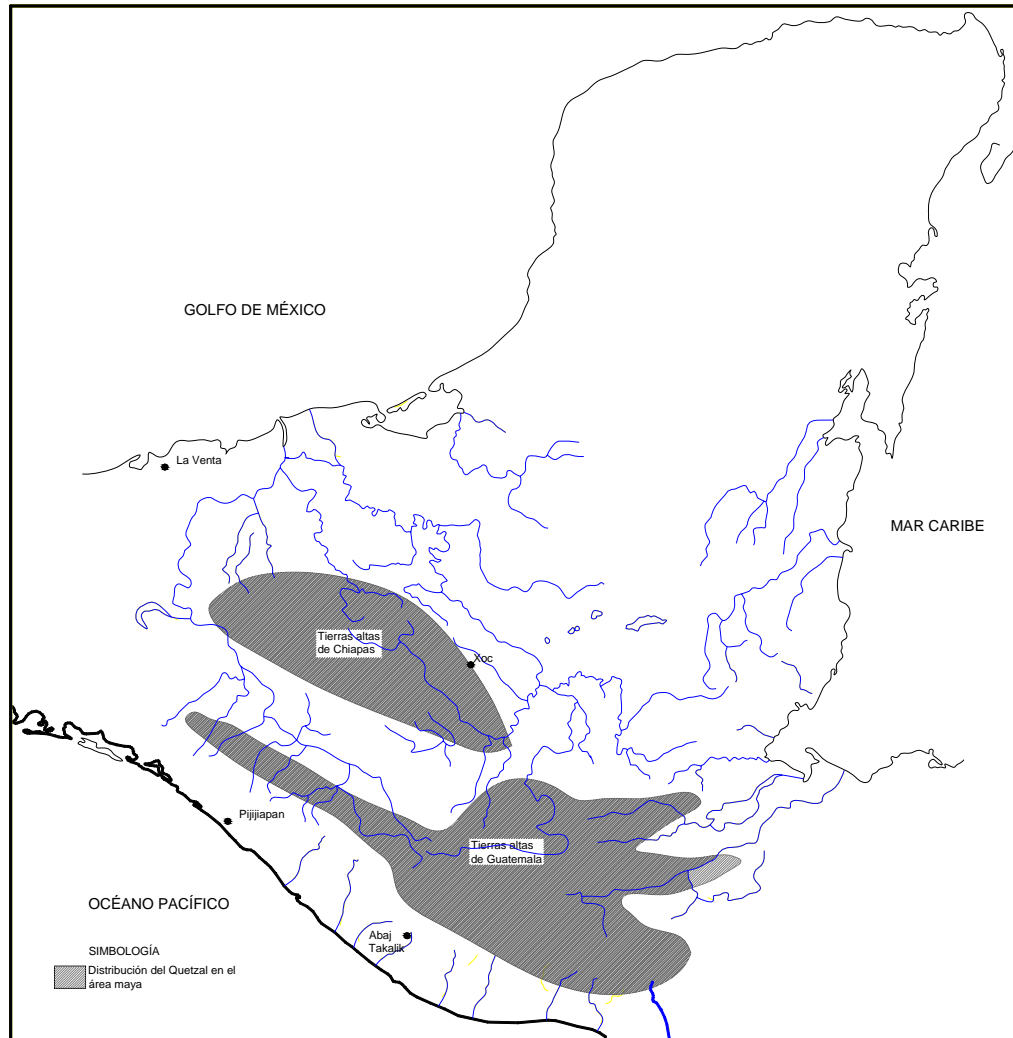 GOLFO DE MÉXICO
La Venta
MAR CARIBE
Tierras altas
de Chiapas
Xoc
Pijijiapan
Tierras altas
de Guatemala
OCÉANO PACÍFICO
Abaj
Takalik
SIMBOLOGÍA
Distribución del Quetzal en el
área maya